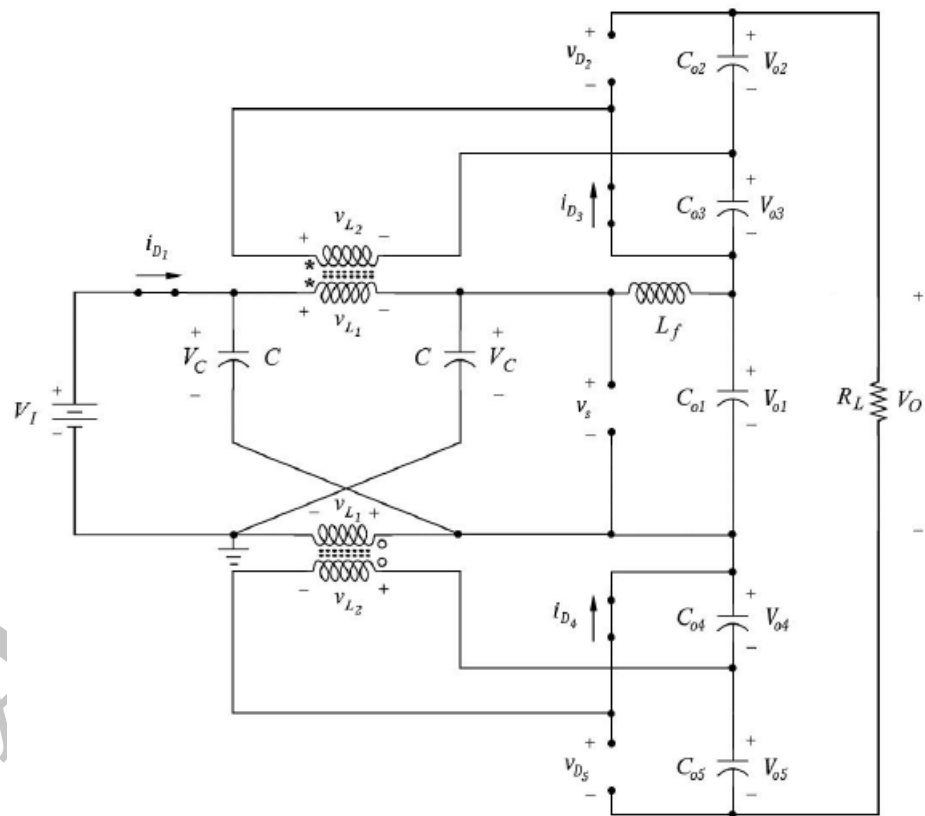 +
v_{D_2}
−
C_{o2}
+
V_{o2}
−
i_{D_3}
C_{o3}
+
V_{o3}
−
v_{L_2}
+ −
*
*
i_{D_1}
+ −
v_{L_1}
L_f
+
V_C
−
C
C
+
V_C
−
V_I
+
−
+
v_s
−
C_{o1}
+
V_{o1}
−
R_L
+
V_O
−
v_{L_1}
− +
− +
v_{L_2}
i_{D_4}
C_{o4}
+
V_{o4}
−
+
v_{D_5}
−
C_{o5}
+
V_{o5}
−